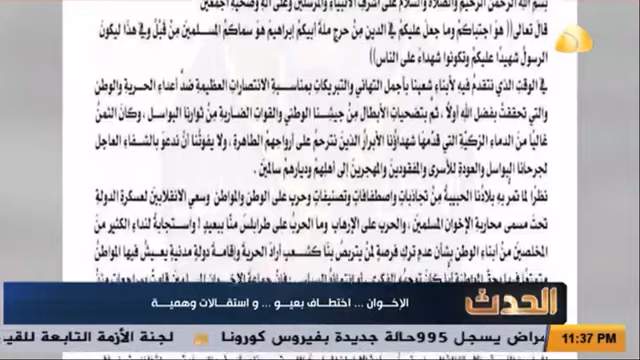 بسم الله الرحمن الرحيم والصلاة والسلام على أشرف الأنبياء والمرسلين وعلى آله وصحبه أجمعين
قال تعالى(( هو اجتباكم وما جعل عليكم في الدين من حرج ملة أبيكم إبراهيم هو سماكم المسلمين من قبل وفي هذا ليكون
الرسول شهيدا عليكم وتكونوا شهداء على الناس))
في الوقت الذي نتقدم فيه لأبناء شعبنا بأجمل التهاني والتبريكات بمناسبة الانتصارات العظيمة ضد أعداء الحرية والوطن
والتي تحققت بفضل الله أولاً ، ثم بتضحيات الأبطال من جيشنا الوطني والقوات الضاربة من ثوارنا البواسل ، وكان الثمن
غالياً من الدماء الزكية التي قدمها شهداؤنا الأبرار الذين نترحم على أرواحهم الطاهرة ، ولا يفوتنا أن ندعو بالشفاء العاجل
لجرحانا البواسل والعودة للأسرى والمفقودين والمهجرين إلى أهلهم وديارهم سالمين .
نظراً لما تمر به بلادنا الحبيبة من تجاذبات واصطفافات وتصنيفات وحرب على الوطن والمواطن وسعي الانقلابيين لعسكرة الدولة
تحت مسمى محاربة الإخوان المسلمين ، والحرب على الإرهاب وما الحرب على طرابلس منّا ببعيد! واستجابة لنداء الكثير من
المخلصين من أبناء الوطن بشأن عدم ترك فرصة لمن يتربص بنا كشعب أراد الحرية وإقامة دولة مدنية يعيش فيها المواطن
الحدث
الإخوان ... اختطاف بعيو ... و استقالات وهمية
11:37 PM
مراض يسجل 995 حالة جديدة بفيروس كورونا
لجنة الأزمة التابعة للقي